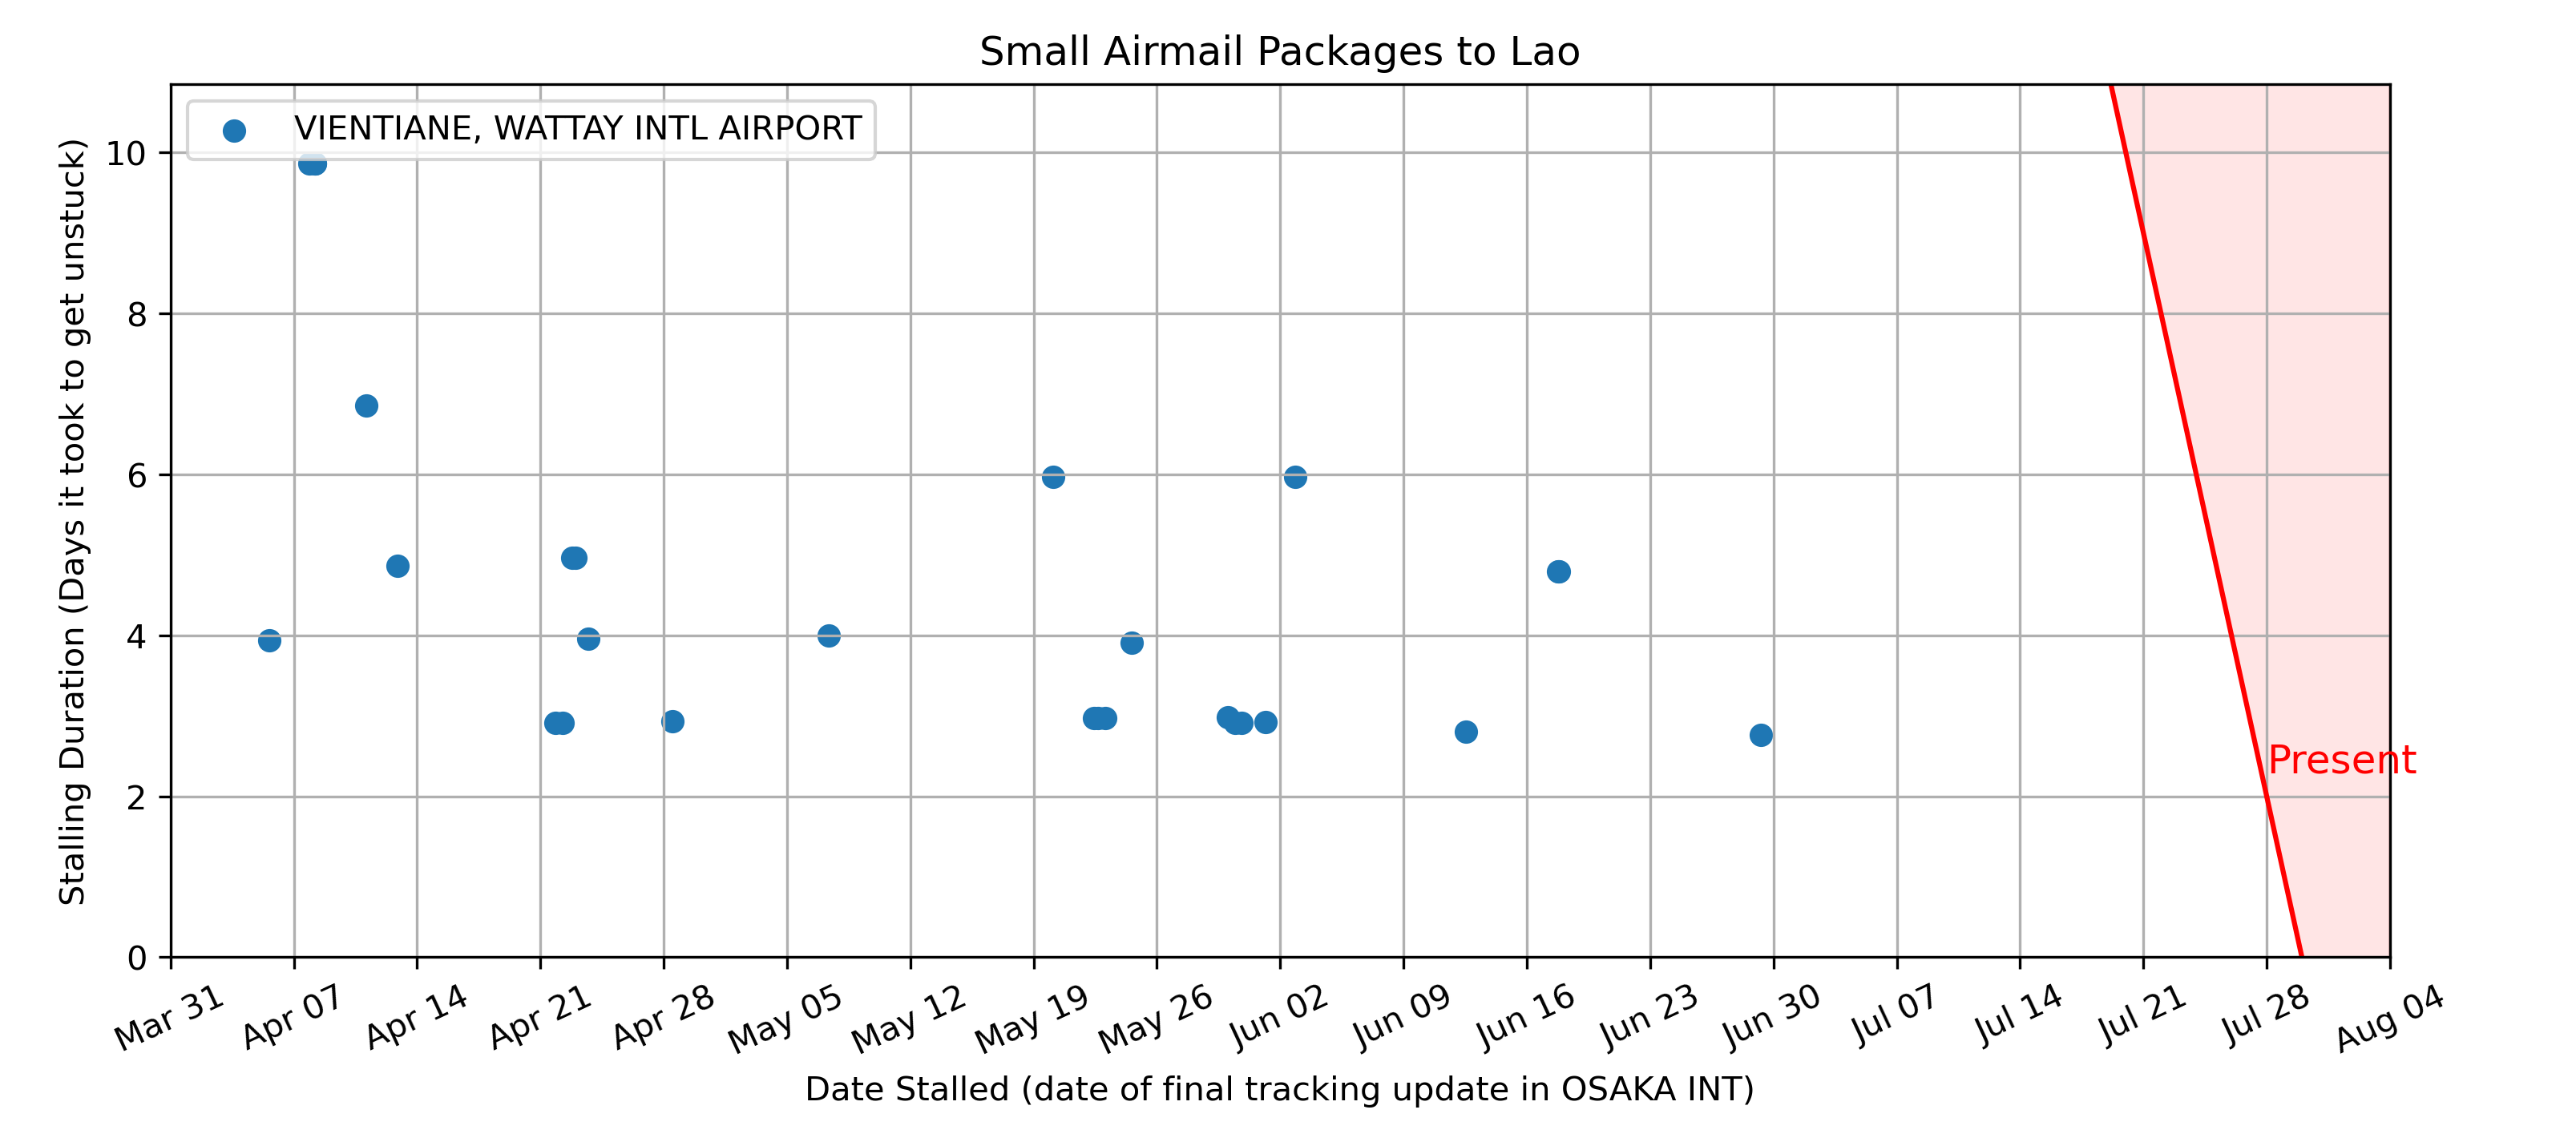 Small Airmail Packages to Lao
VIENTIANE, WATTAY INTL AIRPORT
Stalling Duration (Days it took to get unstuck)
10
8
6
4
2
0
Present
Mar 31
Apr 07
Apr 14
Apr 21
Apr 28
May 05
May 12
May 19
May 26
Jun 02
Jun 09
Jun 16
Jun 23
Jun 30
Jul 07
Jul 14
Jul 21
Jul 28
Aug 04
Date Stalled (date of final tracking update in OSAKA INT)